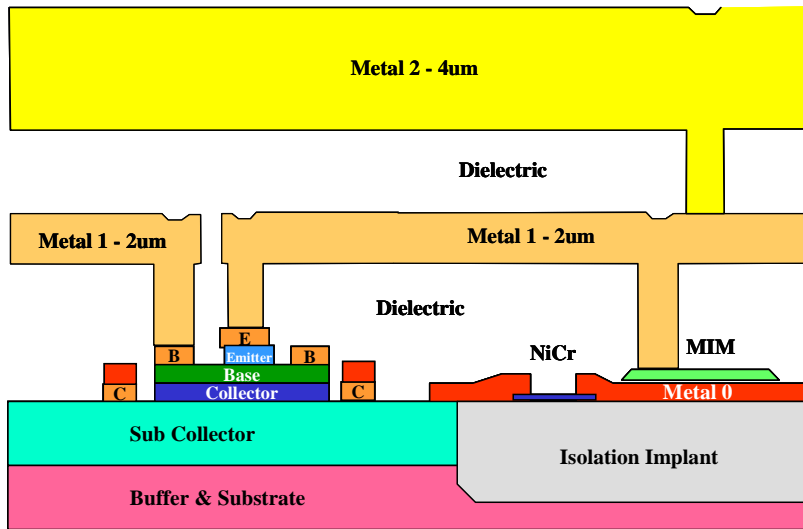 Metal 2 - 4um
Dielectric
Metal 1 - 2um
Metal 1 - 2um
Dielectric
E
B
Emitter
B
NiCr
MIM
Base
C
Collector
C
Metal 0
Sub Collector
Isolation Implant
Buffer & Substrate